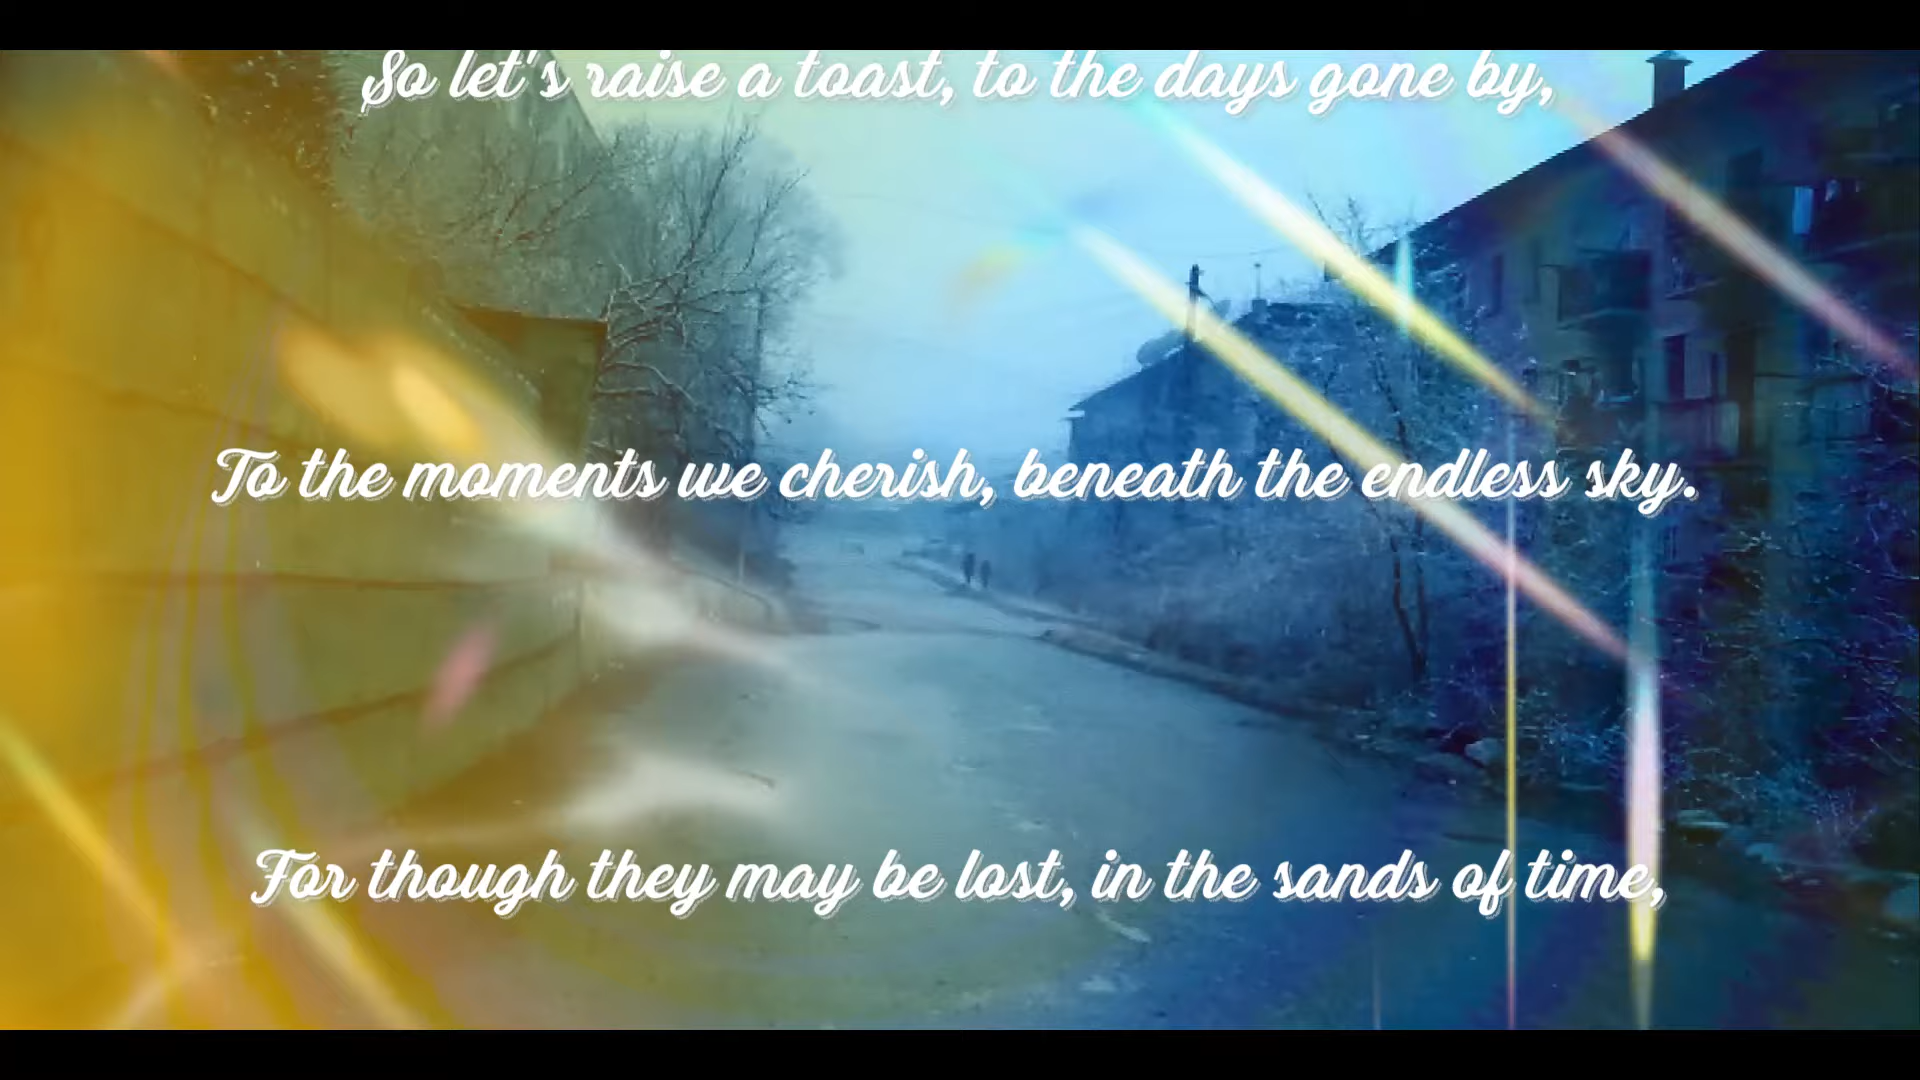 So let's raise a toast, to the days gone by,
To the moments we cherish, beneath the endless sky.
For though they may be lost, in the sands of time,